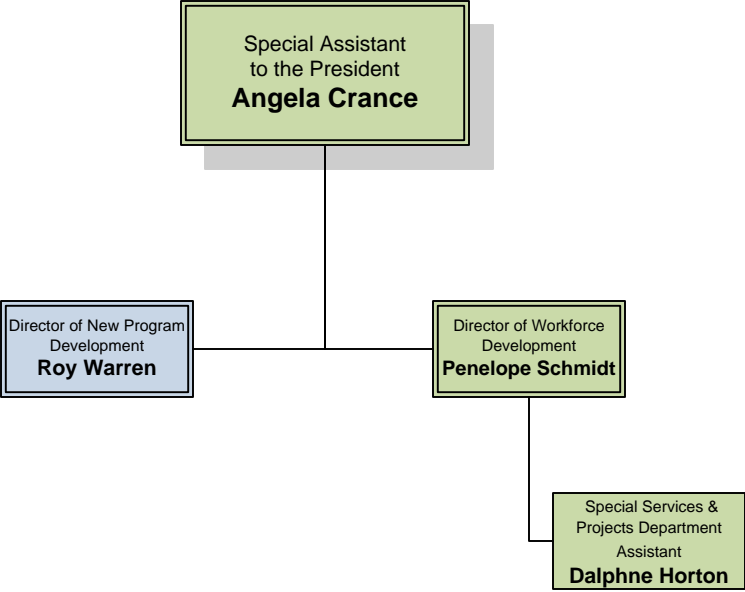 Special Assistant
to the President
Angela Crance
Director of New Program
Development
Roy Warren
Director of Workforce
Development
Penelope Schmidt
Special Services &
Projects Department
Assistant
Dalphne Horton